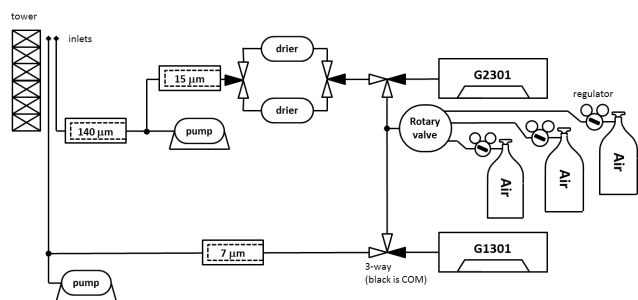 tower
inlets
140 µm
15 µm
pump
drier
drier
G2301
regulator
Rotary
valve
Air
Air
Air
7 µm
G1301
3-way
(black is COM)
pump